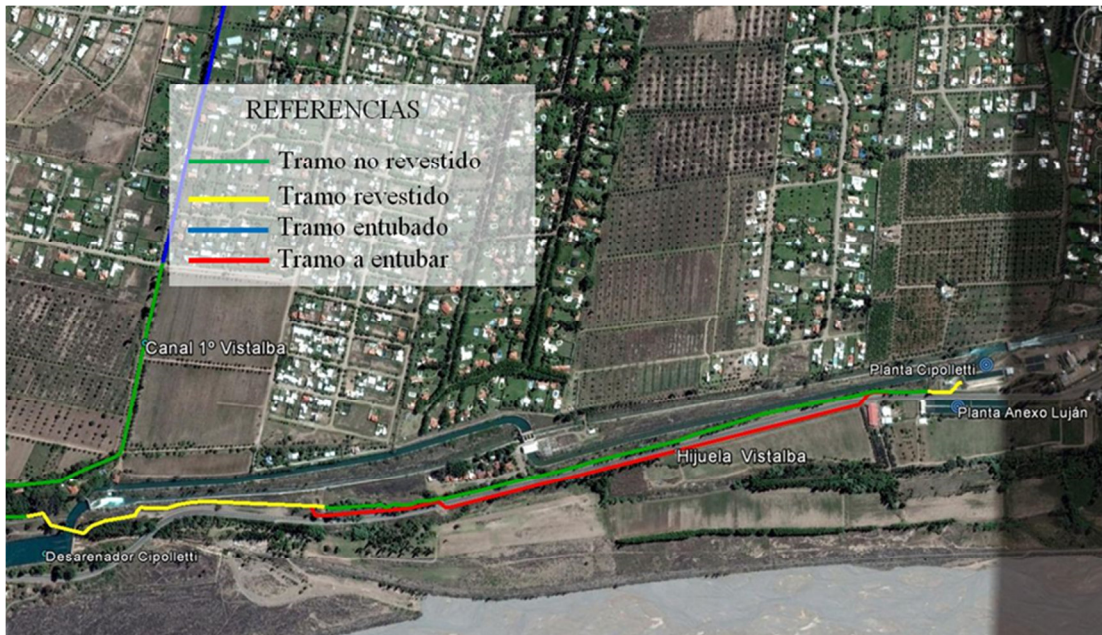 REFERENCIAS
Tramo no revestido
Tramo revestido
Tramo entubado
Tramo a entubar
Canal 1º Vistalba
Planta Cipolletti
Planta Anexo Luján
Hijuela Vistalba
Desarenador Cipolletti